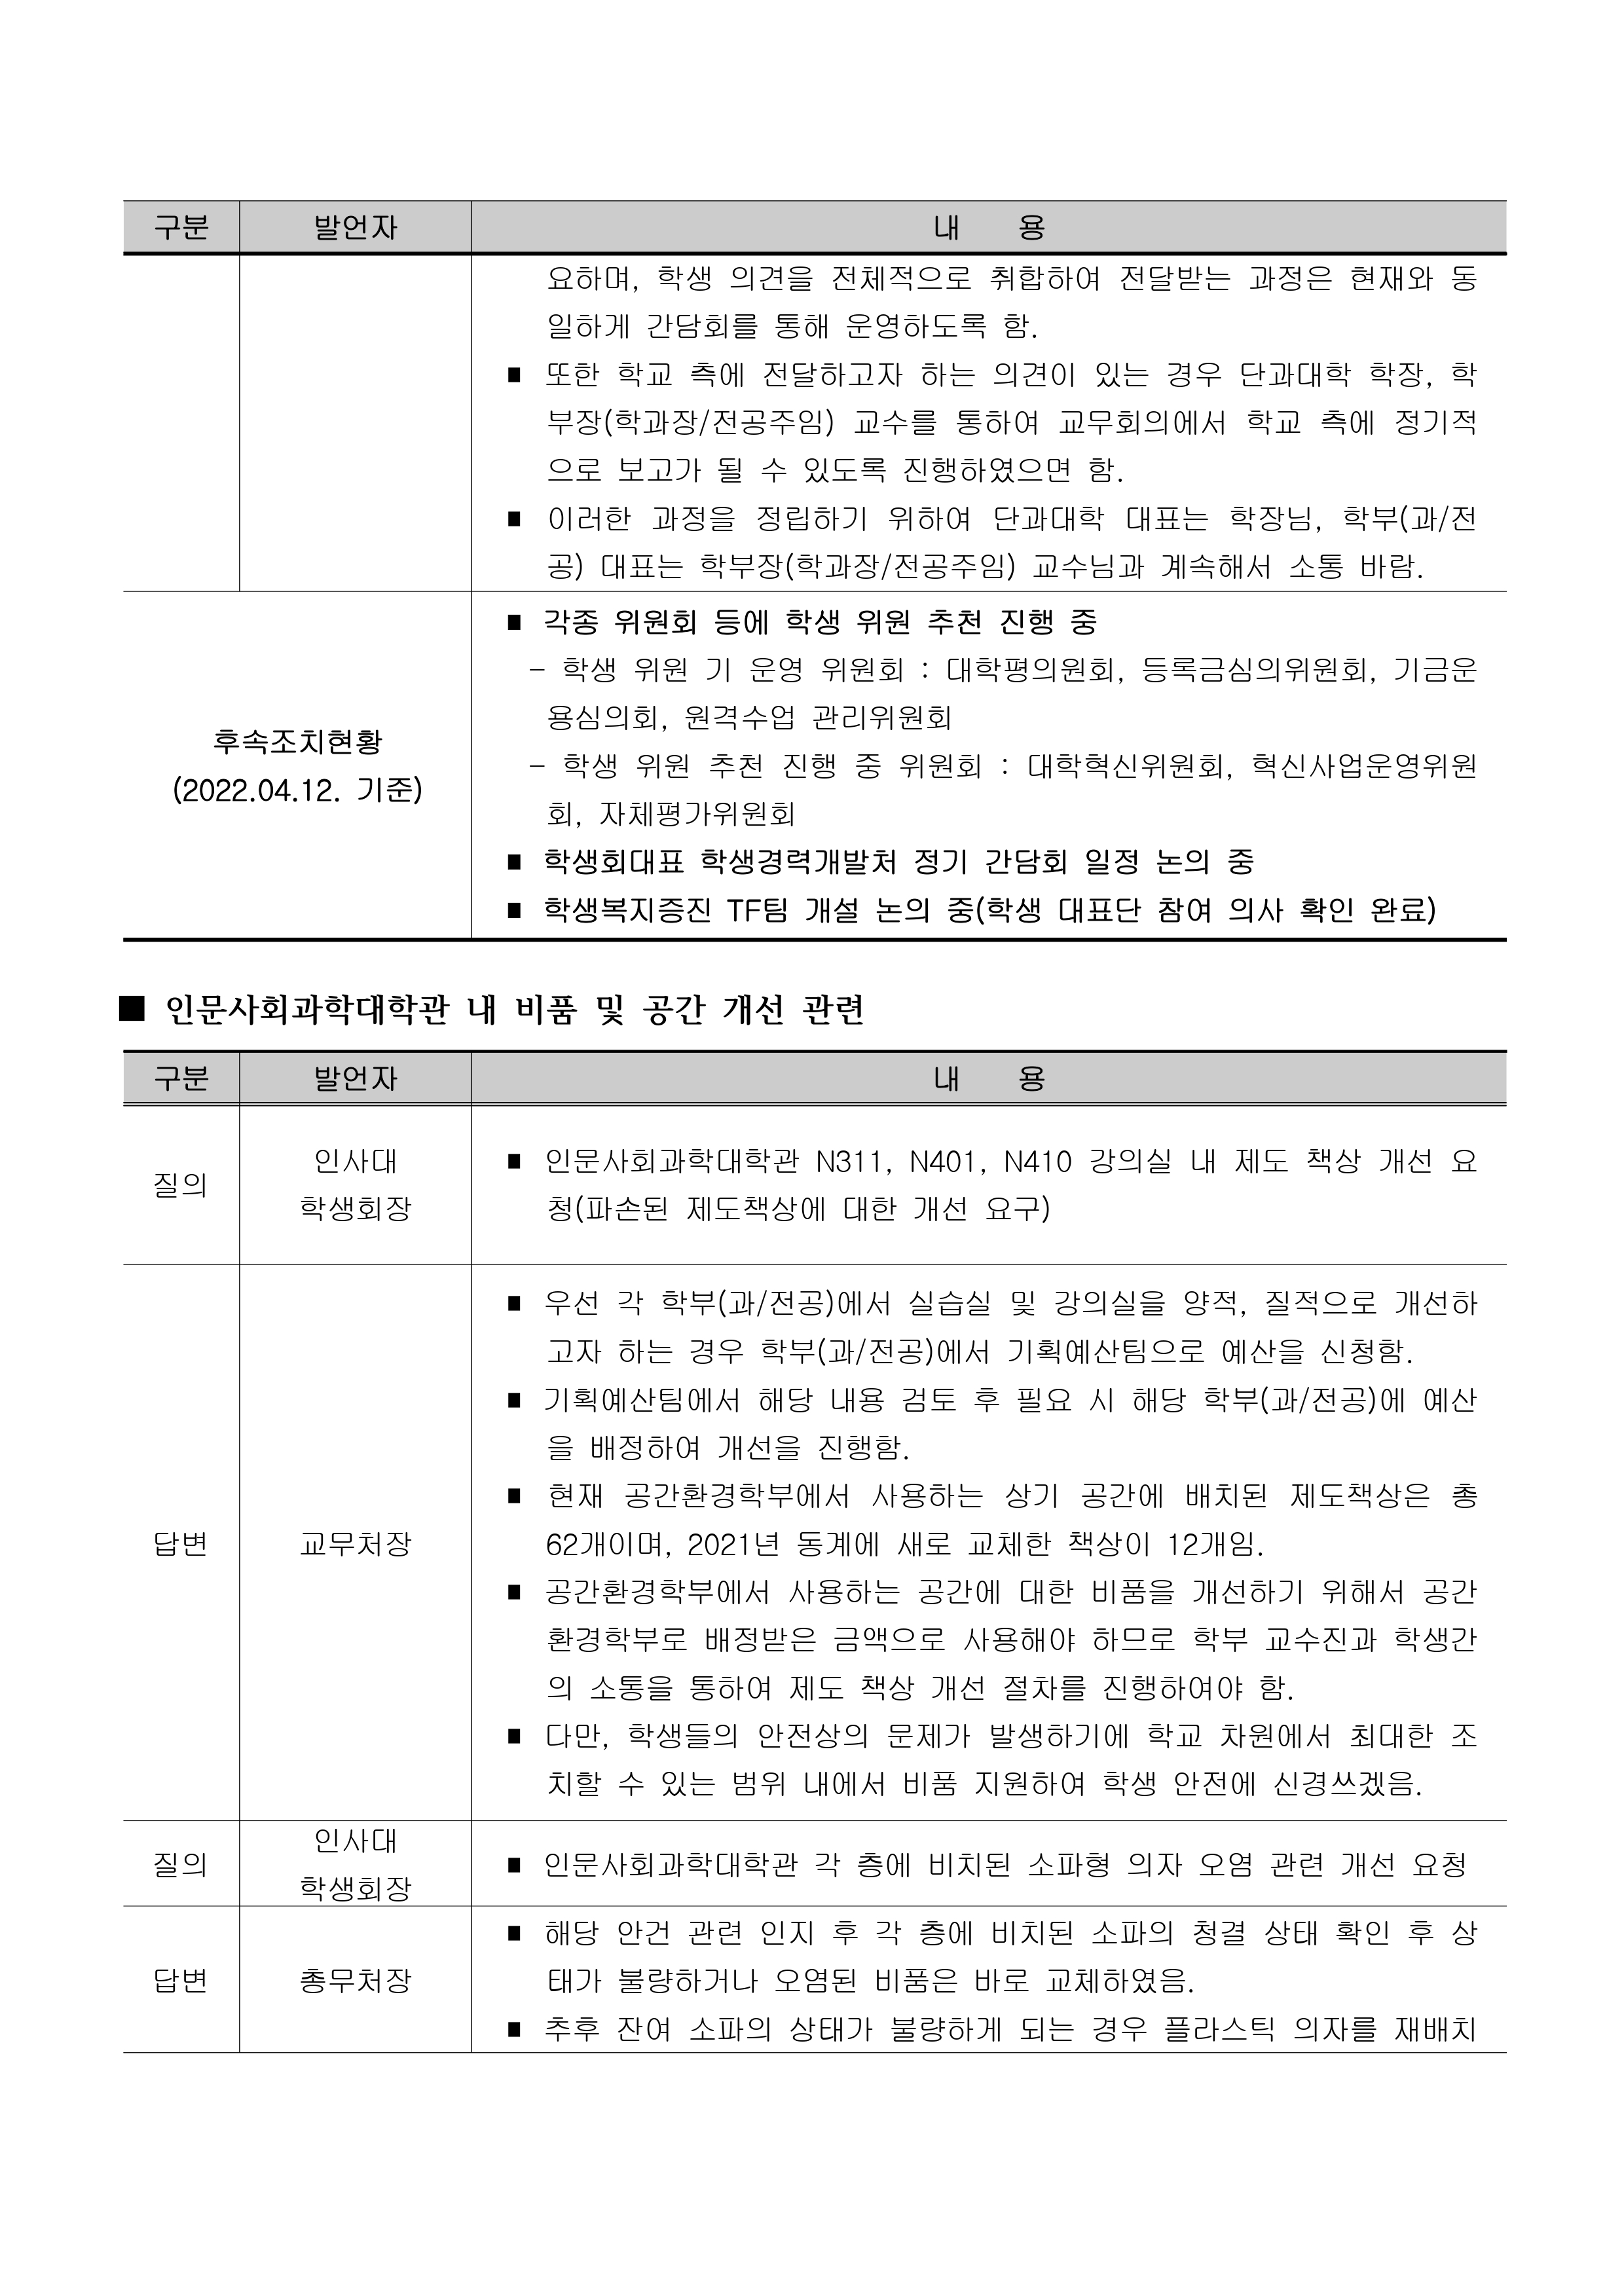 구분 발언자 내 용
요하며, 학생 의견을 전체적으로 취합하여 전달받는 과정은 현재와 동
일하게 간담회를 통해 운영하도록 함.
■ 또한 학교 측에 전달하고자 하는 의견이 있는 경우 단과대학 학장, 학
부장(학과장/전공주임) 교수를 통하여 교무회의에서 학교 측에 정기적
으로 보고가 될 수 있도록 진행하였으면 함.
■ 이러한 과정을 정립하기 위하여 단과대학 대표는 학장님, 학부(과/전
공) 대표는 학부장(학과장/전공주임) 교수님과 계속해서 소통 바람.
후속조치현황
(2022.04.12. 기준)
■ 각종 위원회 등에 학생 위원 추천 진행 중
- 학생 위원 기 운영 위원회 : 대학평의원회, 등록금심의위원회, 기금운
용심의회, 원격수업 관리위원회
- 학생 위원 추천 진행 중 위원회 : 대학혁신위원회, 혁신사업운영위원
회, 자체평가위원회
■ 학생회대표 학생경력개발처 정기 간담회 일정 논의 중
■ 학생복지증진 TF팀 개설 논의 중(학생 대표단 참여 의사 확인 완료)
■ 인문사회과학대학관 내 비품 및 공간 개선 관련
구분 발언자 내 용
질의
인사대
학생회장
■ 인문사회과학대학관 N311, N401, N410 강의실 내 제도 책상 개선 요
청(파손된 제도책상에 대한 개선 요구)
답변
교무처장
■ 우선 각 학부(과/전공)에서 실습실 및 강의실을 양적, 질적으로 개선하
고자 하는 경우 학부(과/전공)에서 기획예산팀으로 예산을 신청함.
■ 기획예산팀에서 해당 내용 검토 후 필요 시 해당 학부(과/전공)에 예산
을 배정하여 개선을 진행함.
■ 현재 공간환경학부에서 사용하는 상기 공간에 배치된 제도책상은 총
62개이며, 2021년 동계에 새로 교체한 책상이 12개임.
■ 공간환경학부에서 사용하는 공간에 대한 비품을 개선하기 위해서 공간
환경학부로 배정받은 금액으로 사용해야 하므로 학부 교수진과 학생간
의 소통을 통하여 제도 책상 개선 절차를 진행하여야 함.
■ 다만, 학생들의 안전상의 문제가 발생하기에 학교 차원에서 최대한 조
치할 수 있는 범위 내에서 비품 지원하여 학생 안전에 신경쓰겠음.
질의
인사대
학생회장
■ 인문사회과학대학관 각 층에 비치된 소파형 의자 오염 관련 개선 요청
답변
총무처장
■ 해당 안건 관련 인지 후 각 층에 비치된 소파의 청결 상태 확인 후 상
태가 불량하거나 오염된 비품은 바로 교체하였음.
■ 추후 잔여 소파의 상태가 불량하게 되는 경우 플라스틱 의자를 재배치